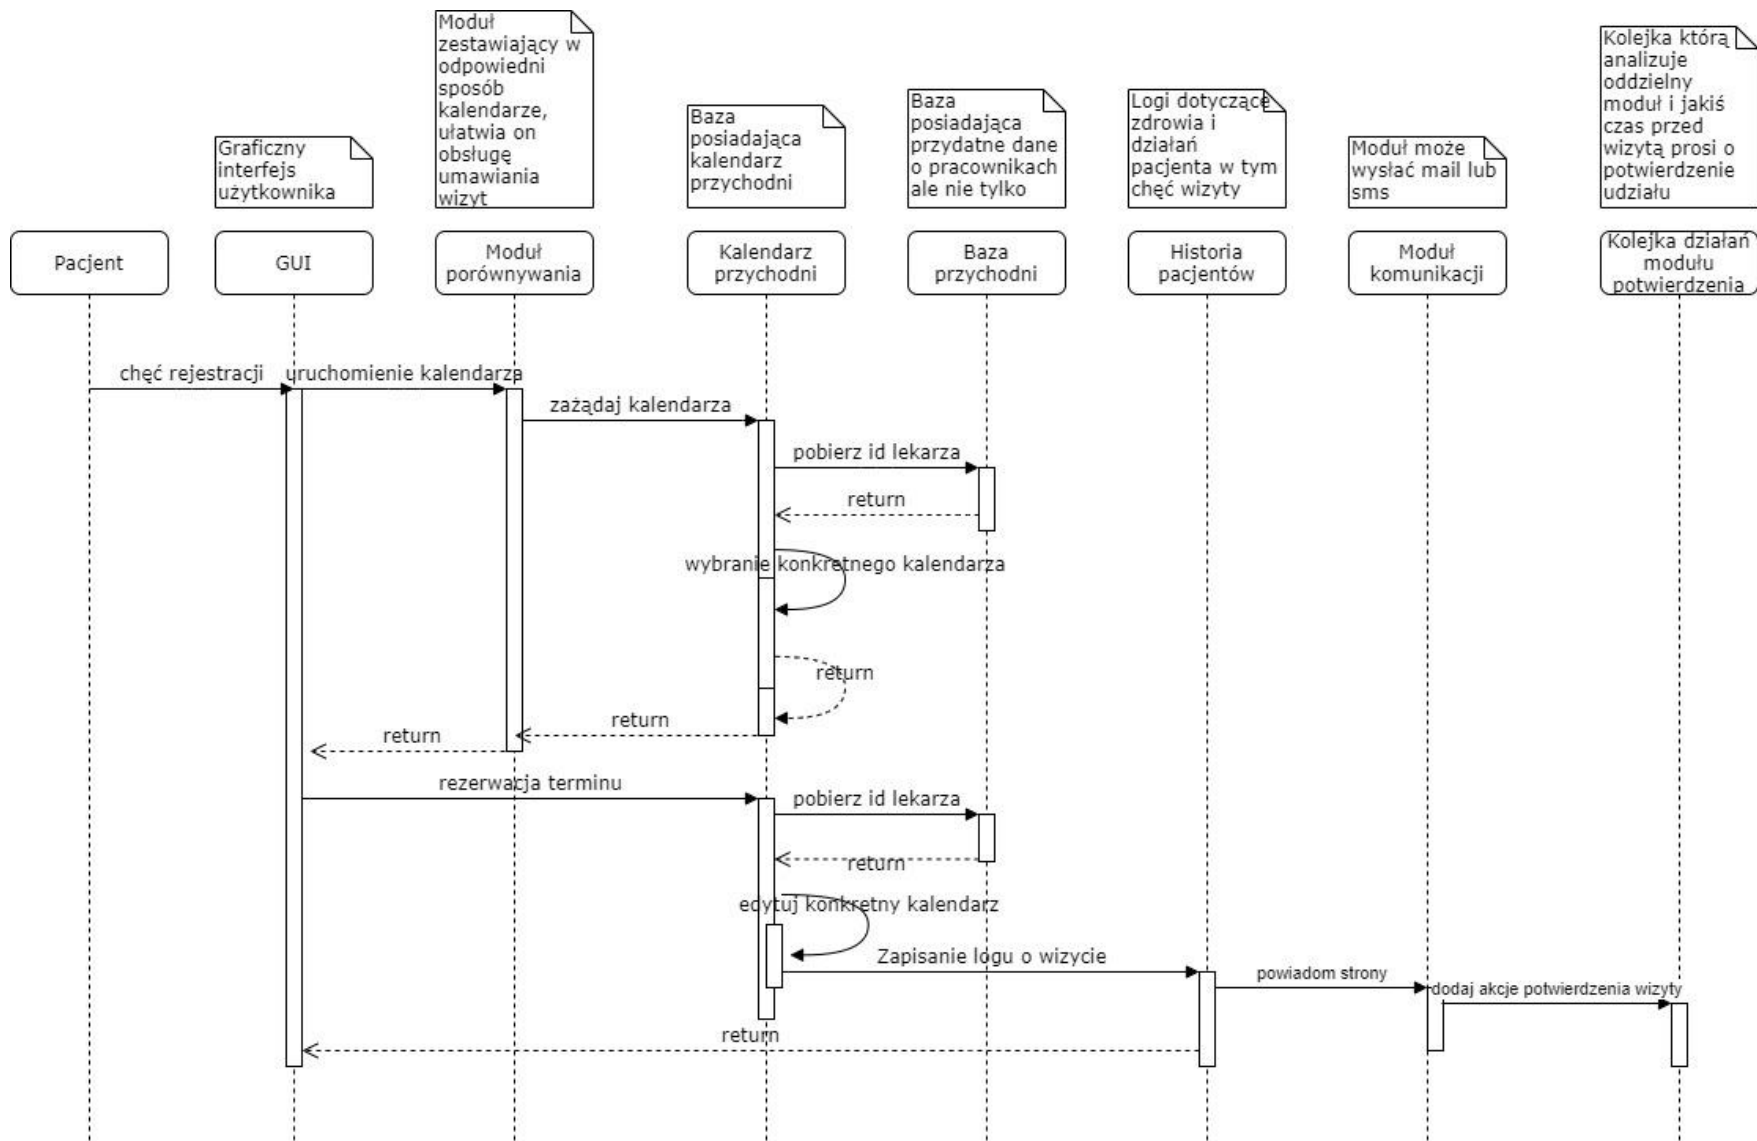 Moduł
zestawiający w
odpowiedni
sposób
kalendarze,
ułatwia on
obsługę
umawiania
wizyt
Kolejka którą
analizuje
oddzielny
moduł i jakiś
czas przed
wizytą prosi o
potwierdzenie
udziału
Graficzny
interfejs
użytkownika
Baza
posiadająca
kalendarz
przychodni
Baza
posiadająca
przydatne dane
o pracownikach
ale nie tylko
Logi dotyczące
zdrowia i
działań
pacjenta w tym
chęć wizyty
Moduł może
wysłać mail lub
sms
Pacjent
GUI
Moduł
porównywania
Kalendarz
przychodni
Baza
przychodni
Historia
pacjentów
Moduł
komunikacji
Kolejka działań
modułu
potwierdzenia
chęć rejestracji
uruchomienie kalendarza
zażądaj kalendarza
pobierz id lekarza
return
wybranie konkretnego kalendarza
return
return
return
rezerwacja terminu
pobierz id lekarza
return
edytuj konkretny kalendarz
Zapisanie logu o wizycie
powiadom strony
dodaj akcje potwierdzenia wizyty
return